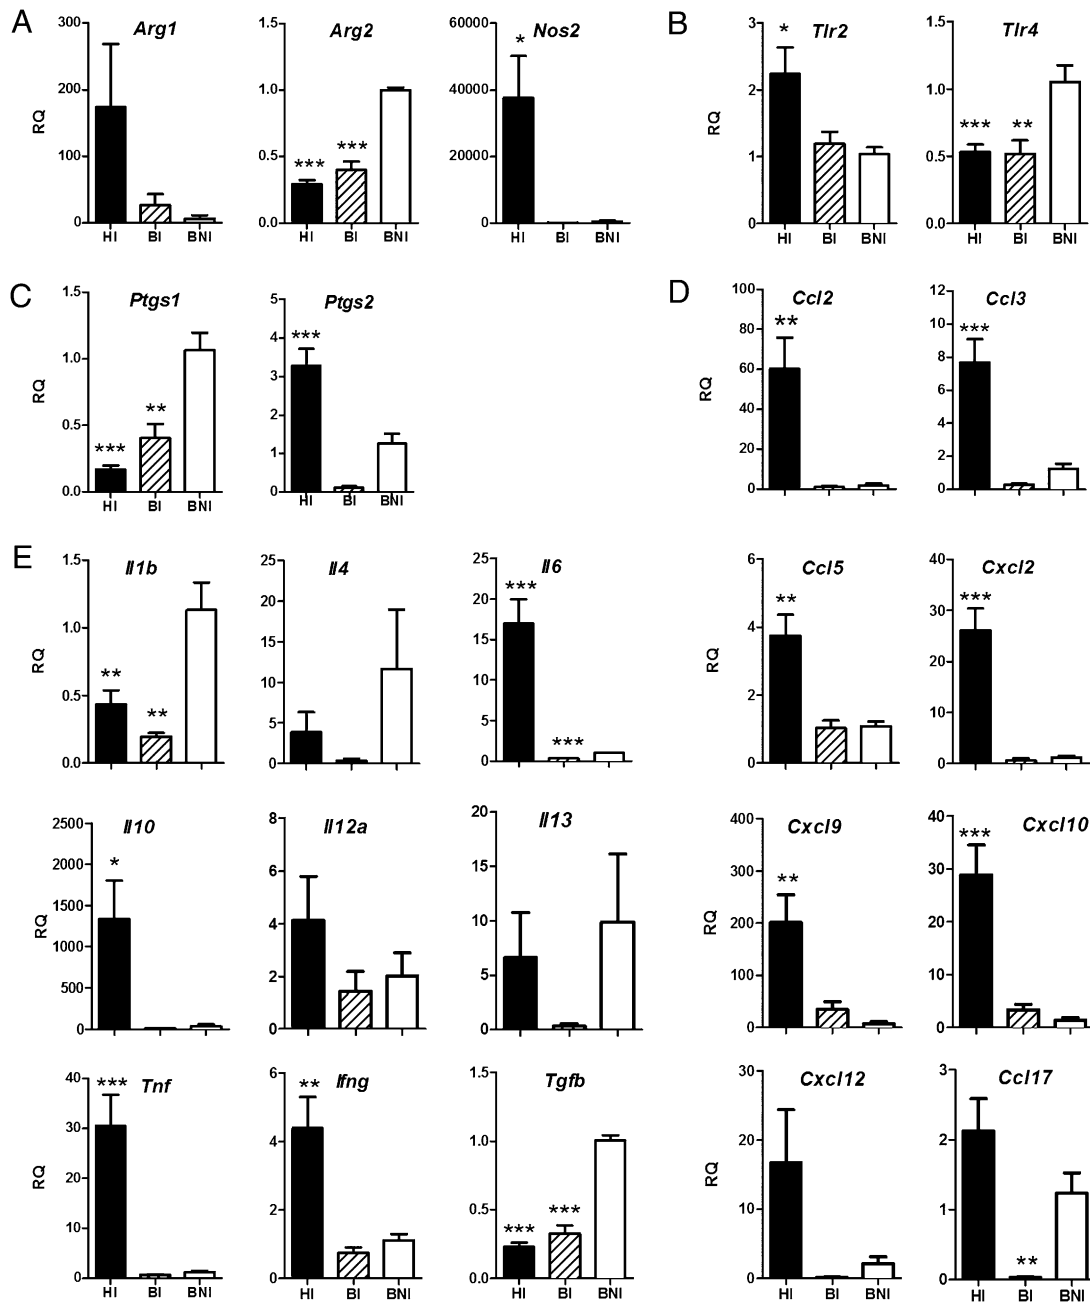 A
Arg1
RQ
300
200
100
0
HI BI BNI
Arg2
1.5
1.0
0.5
0.0
*** ***
HI BI BNI
Nos2
60000
40000
20000
0
*
HI BI BNI
B
Tlr2
RQ
3
2
1
0
*
HI BI BNI
Tlr4
1.5
1.0
0.5
0.0
*** **
HI BI BNI
C
Ptgs1
RQ
1.5
1.0
0.5
0.0
*** **
HI BI BNI
Ptgs2
5
4
3
2
1
0
***
HI BI BNI
D
Ccl2
RQ
100
80
60
40
20
0
**
Ccl3
12
10
8
6
4
2
0
***
E
Il1b
RQ
1.5
1.0
0.5
0.0
** **
Il4
25
20
15
10
5
0
Il6
25
20
15
10
5
0
*** ***
Ccl5
RQ
6
4
2
0
**
Cxcl2
40
30
20
10
0
***
Il10
RQ
2500
2000
1500
1000
500
0
*
Il12a
8
6
4
2
0
Il13
20
15
10
5
0
Cxcl9
RQ
400
300
200
100
0
**
Cxcl10
40
30
20
10
0
***
Tnf
RQ
40
30
20
10
0
***
HI BI BNI
Ifng
6
4
2
0
**
HI BI BNI
Tgfb
1.5
1.0
0.5
0.0
*** ***
HI BI BNI
Cxcl12
RQ
30
20
10
0
HI BI BNI
Ccl17
3
2
1
0
**
HI BI BNI